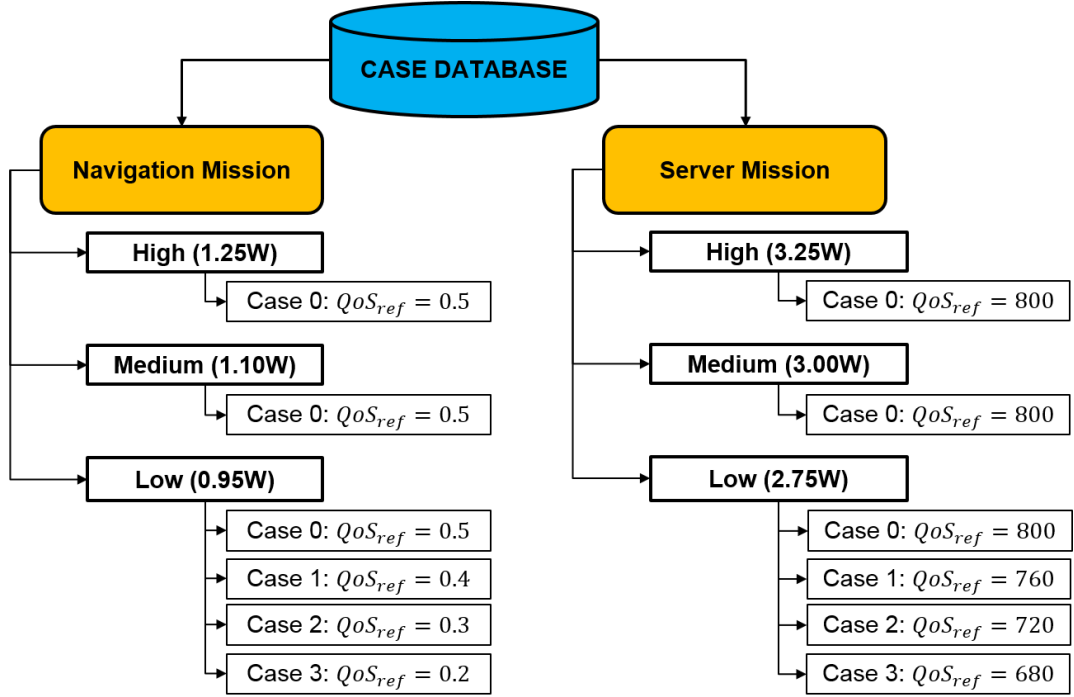 CASE DATABASE
Navigation Mission
High (1.25W)
Case 0: QoS_ref = 0.5
Medium (1.10W)
Case 0: QoS_ref = 0.5
Low (0.95W)
Case 0: QoS_ref = 0.5
Case 1: QoS_ref = 0.4
Case 2: QoS_ref = 0.3
Case 3: QoS_ref = 0.2
Server Mission
High (3.25W)
Case 0: QoS_ref = 800
Medium (3.00W)
Case 0: QoS_ref = 800
Low (2.75W)
Case 0: QoS_ref = 800
Case 1: QoS_ref = 760
Case 2: QoS_ref = 720
Case 3: QoS_ref = 680